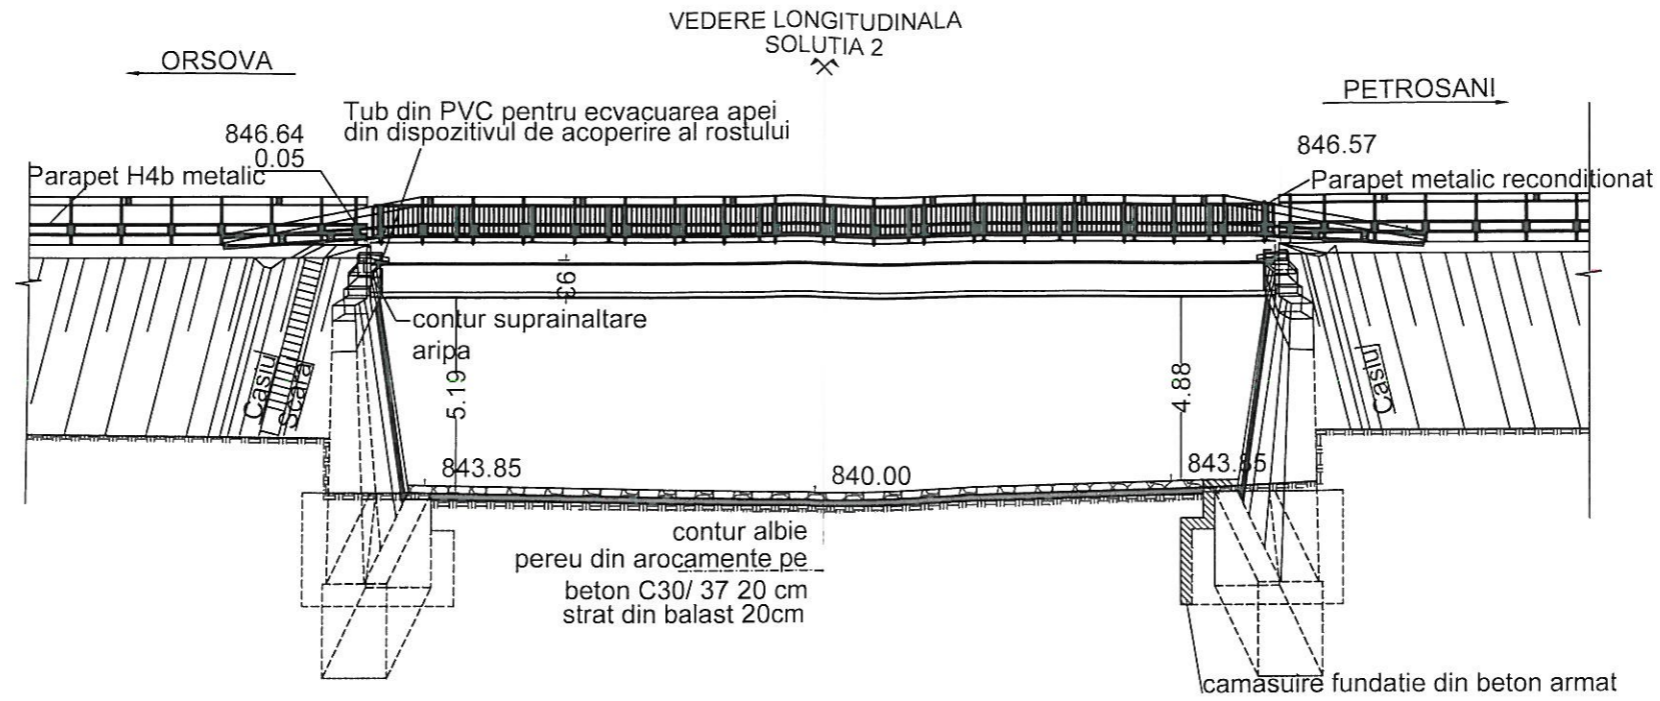 VEDERE LONGITUDINALA
SOLUTIA 2
ORSOVA
PETROSANI
Tub din PVC pentru ecvacuarea apei
din dispozitivul de acoperire al rostului
846.64
0.05
846.57
Parapet H4b metalic
Parapet metalic reconditionat
93
contur suprainaltare
aripa
Casiu
Scara
5.19
4.88
Casiu
843.85
840.00
843.85
contur albie
pereu din arocamente pe
beton C30/ 37 20 cm
strat din balast 20cm
camasuire fundatie din beton armat